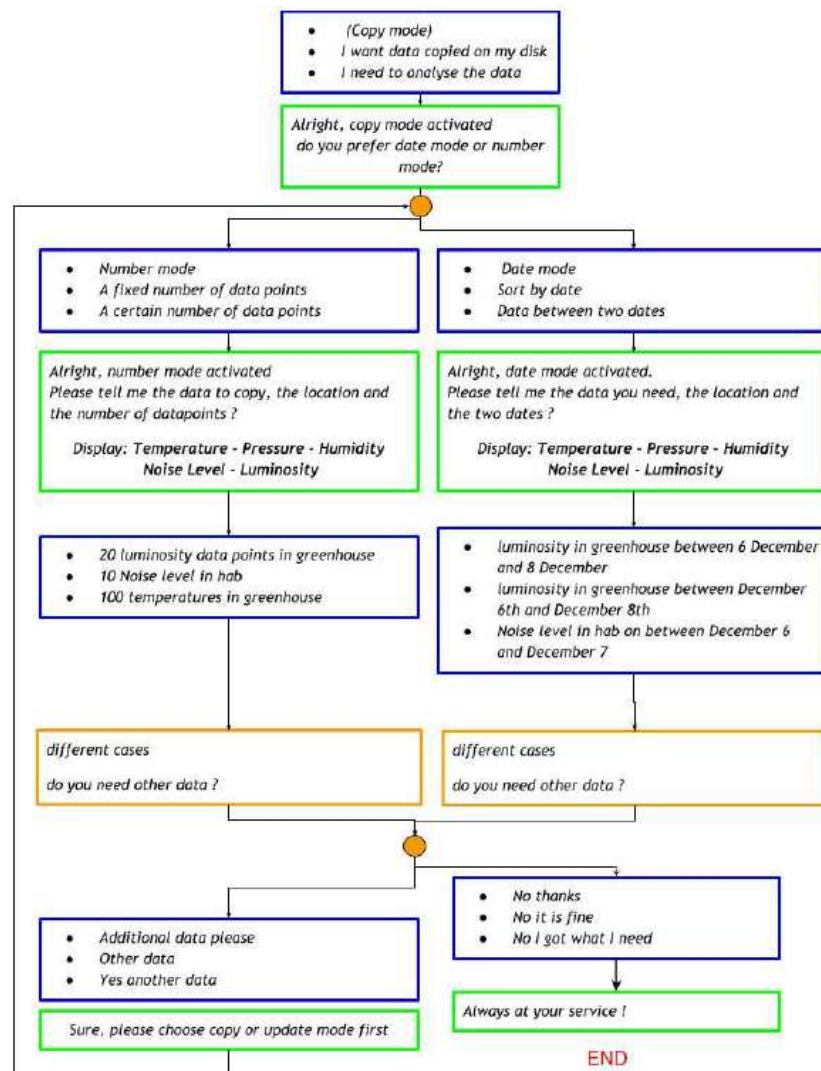 ● (Copy mode)
● I want data copied on my disk
● I need to analyse the data
Alright, copy mode activated
do you prefer date mode or number
mode?
● Number mode
● A fixed number of data points
● A certain number of data points
● Date mode
● Sort by date
● Data between two dates
Alright, number mode activated
Please tell me the data to copy, the location and
the number of datapoints ?
Display: Temperature - Pressure - Humidity
Noise Level - Luminosity
Alright, date mode activated.
Please tell me the data you need, the location and
the two dates ?
Display: Temperature - Pressure - Humidity
Noise Level - Luminosity
● 20 luminosity data points in greenhouse
● 10 Noise level in hab
● 100 temperatures in greenhouse
● luminosity in greenhouse between 6 December
and 8 December
● luminosity in greenhouse between December
6th and December 8th
● Noise level in hab on between December 6
and December 7
different cases
do you need other data ?
different cases
do you need other data ?
● Additional data please
● Other data
● Yes another data
● No thanks
● No it is fine
● No I got what I need
Sure, please choose copy or update mode first
Always at your service !
END